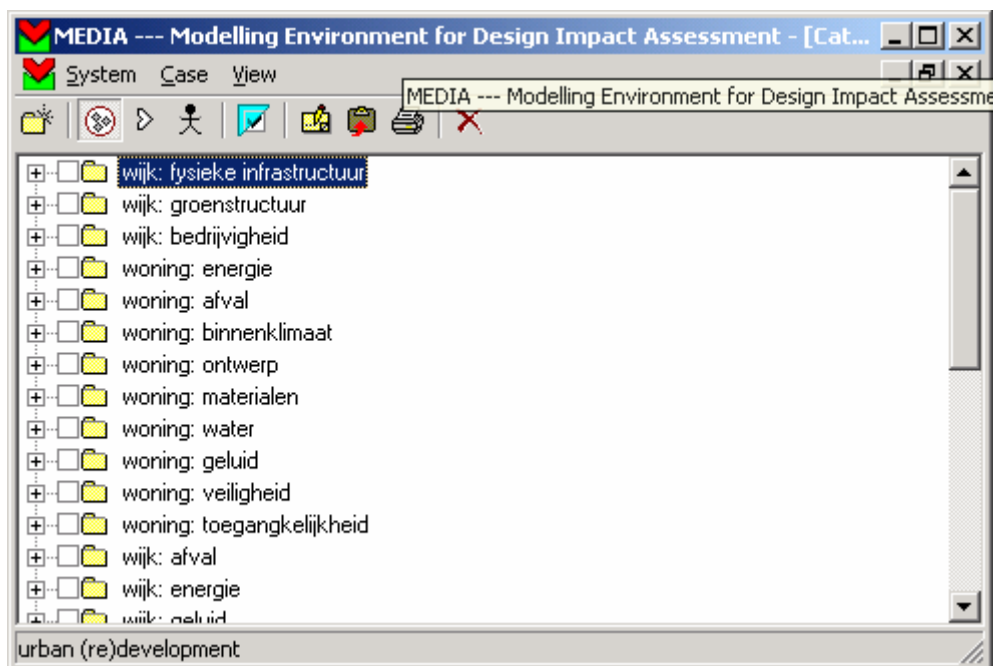 MEDIA --- Modelling Environment for Design Impact Assessment - [Cat...
System Case View
MEDIA --- Modelling Environment for Design Impact Assessme
wijk: fysieke infrastructuur
wijk: groenstructuur
wijk: bedrijvigheid
woning: energie
woning: afval
woning: binnenklimaat
woning: ontwerp
woning: materialen
woning: water
woning: geluid
woning: veiligheid
woning: toegangkelijkheid
wijk: afval
wijk: energie
wijk: geluid
urban (re)development